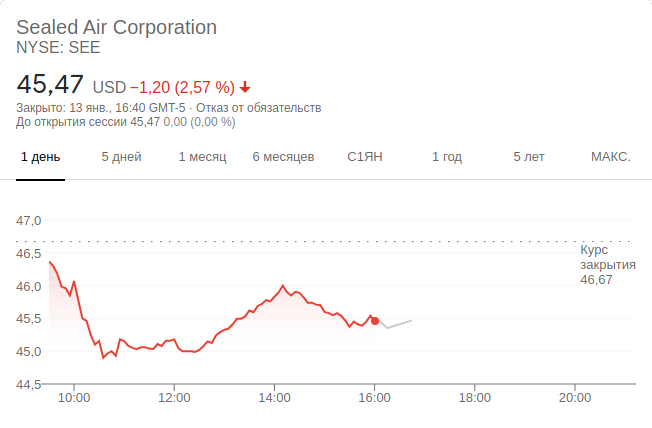 Sealed Air Corporation
NYSE: SEE
45,47 USD −1,20 (2,57 %)
Закрыто: 13 янв., 16:40 GMT-5 · Отказ от обязательств
До открытия сессии 45,47 0,00 (0,00 %)
1 день 5 дней 1 месяц 6 месяцев С1ЯН 1 год 5 лет МАКС.
47,0
46,5
46,0
45,5
45,0
44,5
Курс
закрытия
46,67
10:00 12:00 14:00 16:00 18:00 20:00